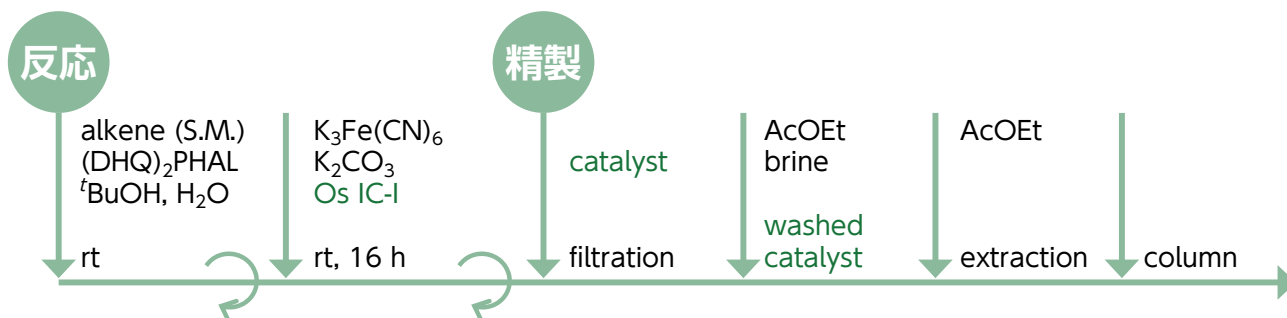 反応
alkene (S.M.)
(DHQ)₂PHAL
ᵗBuOH, H₂O
rt
K₃Fe(CN)₆
K₂CO₃
Os IC-I
rt, 16 h
精製
catalyst
filtration
AcOEt
brine
washed
catalyst
AcOEt
extraction
column